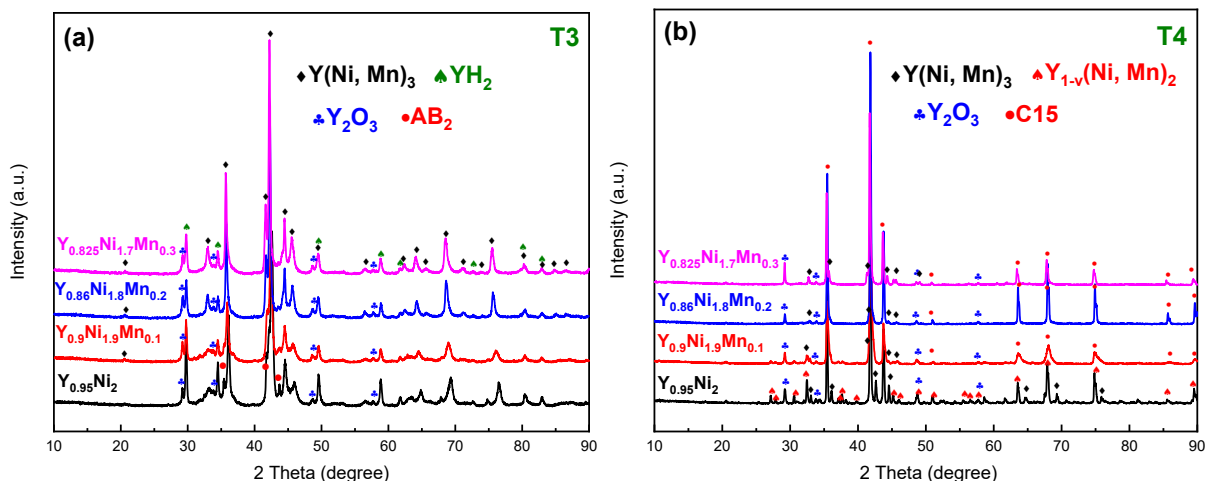 (a)
T3
♦Y(Ni, Mn)₃ ♠YH₂
♣Y₂O₃ •AB₂
Intensity (a.u.)
Y₀.₈₂₅Ni₁.₇Mn₀.₃
Y₀.₈₆Ni₁.₈Mn₀.₂
Y₀.₉Ni₁.₉Mn₀.₁
Y₀.₉₅Ni₂
10 20 30 40 50 60 70 80 90
2 Theta (degree)
(b)
T4
♦Y(Ni, Mn)₃ ♠Y₁₋ᵥ(Ni, Mn)₂
♣Y₂O₃ •C15
Intensity (a.u.)
Y₀.₈₂₅Ni₁.₇Mn₀.₃
Y₀.₈₆Ni₁.₈Mn₀.₂
Y₀.₉Ni₁.₉Mn₀.₁
Y₀.₉₅Ni₂
10 20 30 40 50 60 70 80 90
2 Theta (degree)